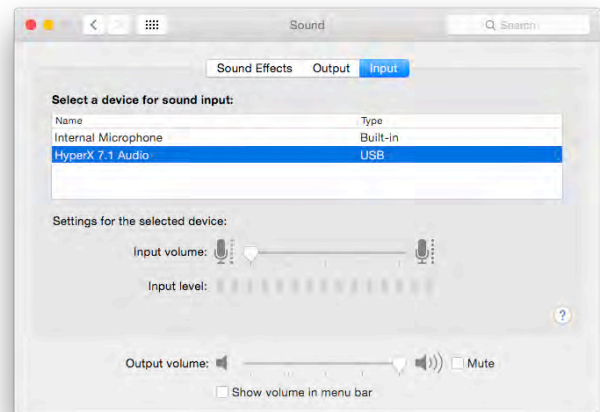 Sound
Search
Sound Effects Output Input
Select a device for sound input:
Name Type
Internal Microphone Built-in
HyperX 7.1 Audio USB
Settings for the selected device:
Input volume:
Input level:
?
Output volume: Mute
Show volume in menu bar